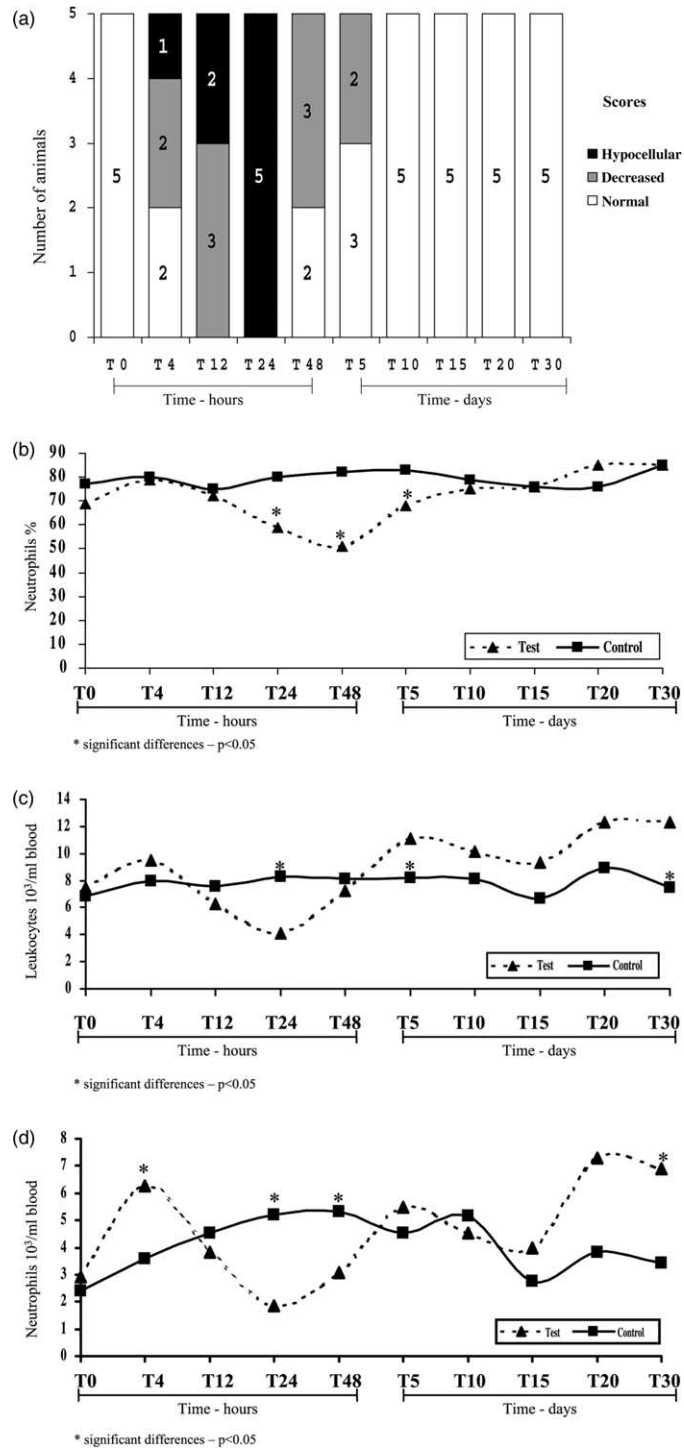 (a)
5
4
3
2
1
0
Number of animals
5
1
2
2
2
3
5
3
2
2
3
5
5
5
5
Scores
Hypocellular
Decreased
Normal
T 0 T 4 T 12 T 24 T 48 T 5 T 10 T 15 T 20 T 30
Time - hours Time - days
(b)
90
80
70
60
50
40
30
20
10
0
Neutrophils %
* * *
Test Control
T0 T4 T12 T24 T48 T5 T10 T15 T20 T30
Time - hours Time - days
* significant differences – p<0.05
(c)
14
12
10
8
6
4
2
0
Leukocytes 10³/ml blood
* * *
Test Control
T0 T4 T12 T24 T48 T5 T10 T15 T20 T30
Time - hours Time - days
* significant differences – p<0.05
(d)
8
7
6
5
4
3
2
1
0
Neutrophils 10³/ml blood
* * * *
Test Control
T0 T4 T12 T24 T48 T5 T10 T15 T20 T30
Time - hours Time - days
* significant differences – p<0.05